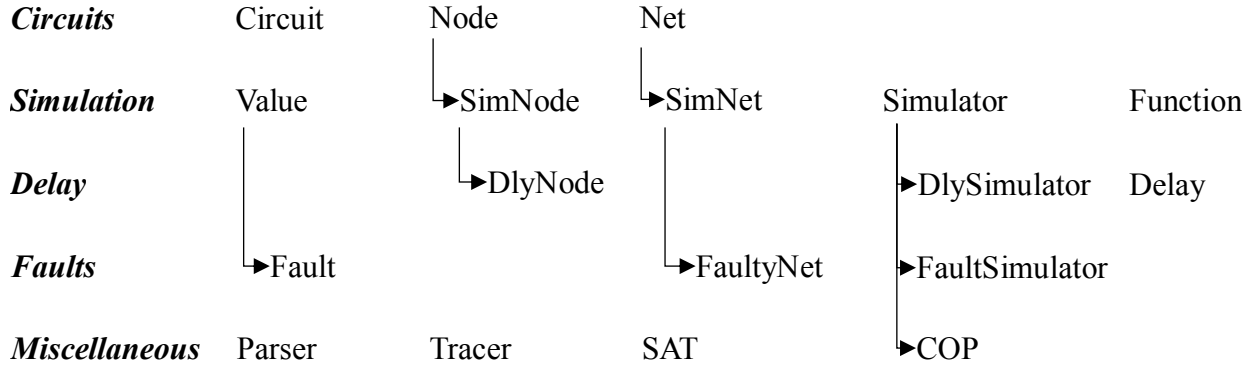 Circuits Circuit Node Net
Simulation Value SimNode SimNet Simulator Function
Delay DlyNode DlySimulator Delay
Faults Fault FaultyNet FaultSimulator
Miscellaneous Parser Tracer SAT COP